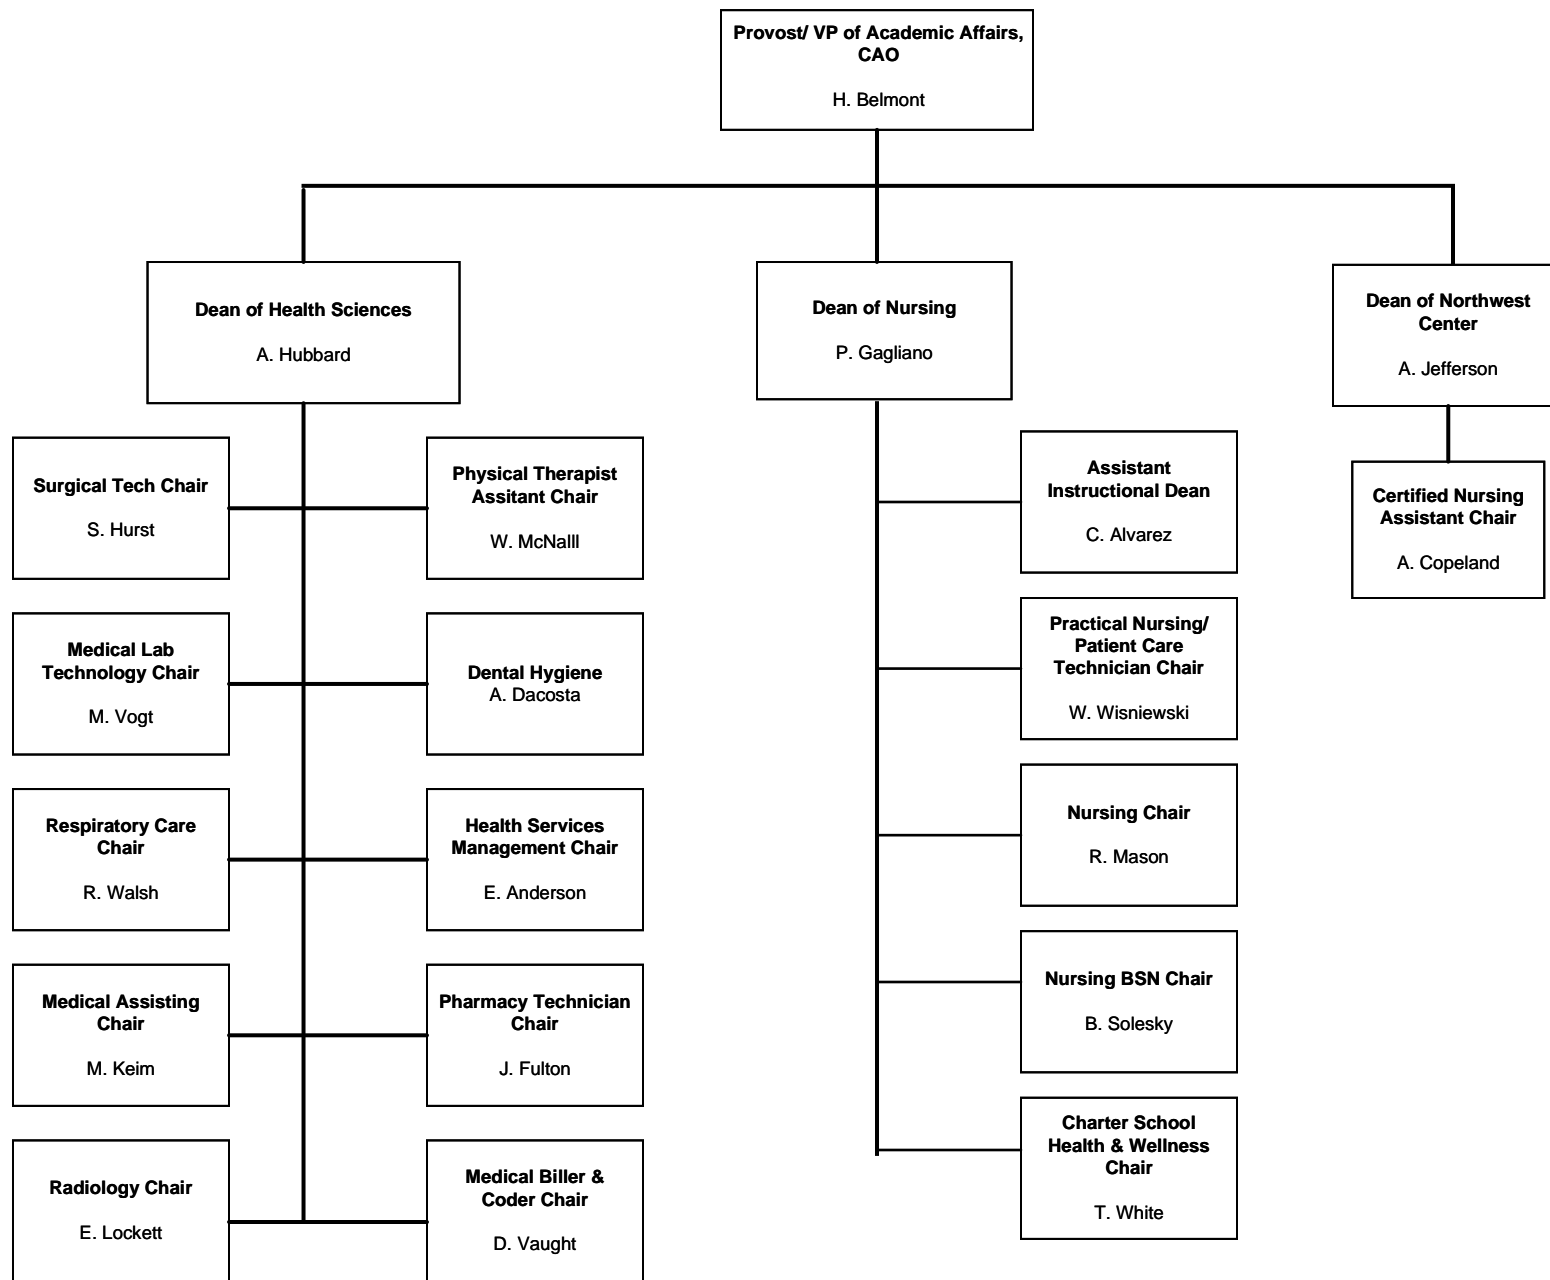 Provost/ VP of Academic Affairs,
CAO
H. Belmont
Dean of Health Sciences
A. Hubbard
Dean of Nursing
P. Gagliano
Dean of Northwest
Center
A. Jefferson
Surgical Tech Chair
S. Hurst
Physical Therapist
Assitant Chair
W. McNalll
Assistant
Instructional Dean
C. Alvarez
Certified Nursing
Assistant Chair
A. Copeland
Medical Lab
Technology Chair
M. Vogt
Dental Hygiene
A. Dacosta
Practical Nursing/
Patient Care
Technician Chair
W. Wisniewski
Respiratory Care
Chair
R. Walsh
Health Services
Management Chair
E. Anderson
Nursing Chair
R. Mason
Medical Assisting
Chair
M. Keim
Pharmacy Technician
Chair
J. Fulton
Nursing BSN Chair
B. Solesky
Radiology Chair
E. Lockett
Medical Biller &
Coder Chair
D. Vaught
Charter School
Health & Wellness
Chair
T. White